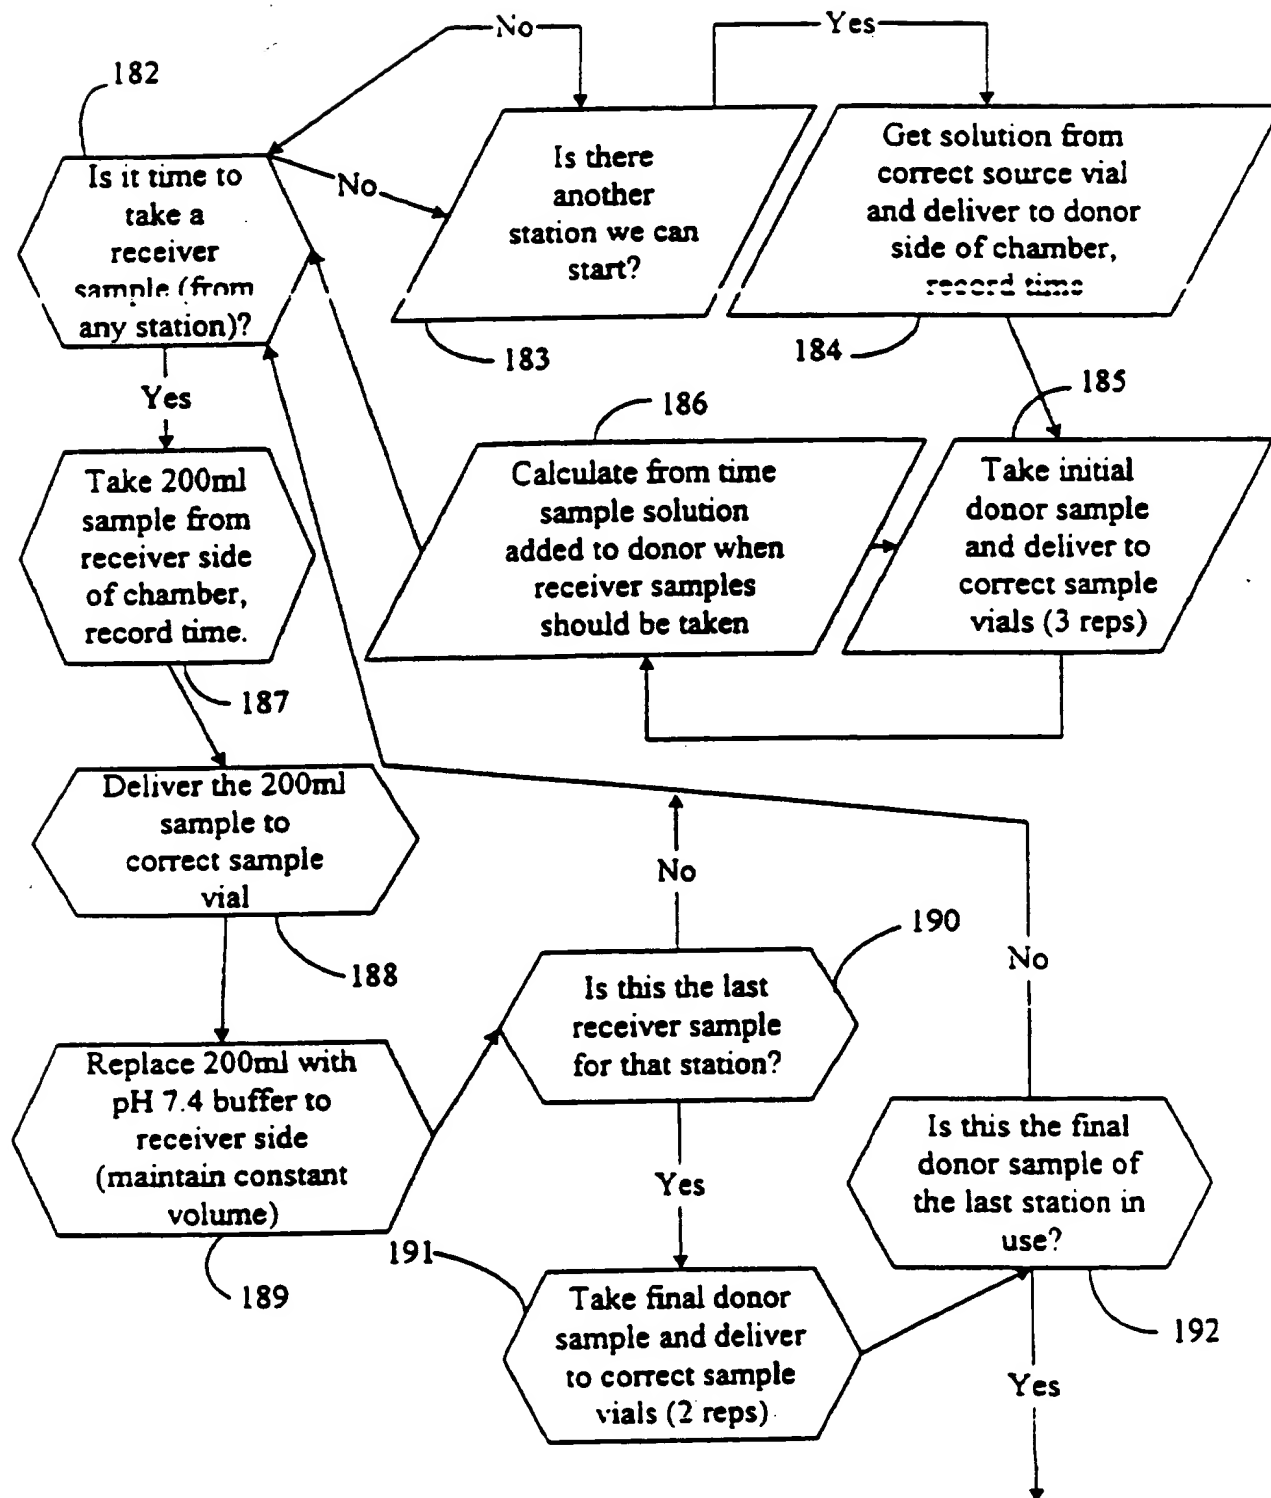 No
Yes
182
Is it time to
take a
receiver
sample (from
any station)?
No
Is there
another
station we can
start?
183
Get solution from
correct source vial
and deliver to donor
side of chamber,
record time
184
185
186
Yes
Take 200ml
sample from
receiver side
of chamber,
record time.
187
Calculate from time
sample solution
added to donor when
receiver samples
should be taken
Take initial
donor sample
and deliver to
correct sample
vials (3 reps)
Deliver the 200ml
sample to
correct sample
vial
188
No
190
No
Is this the last
receiver sample
for that station?
Replace 200ml with
pH 7.4 buffer to
receiver side
(maintain constant
volume)
189
Yes
Is this the final
donor sample of
the last station in
use?
191
Take final donor
sample and deliver
to correct sample
vials (2 reps)
192
Yes